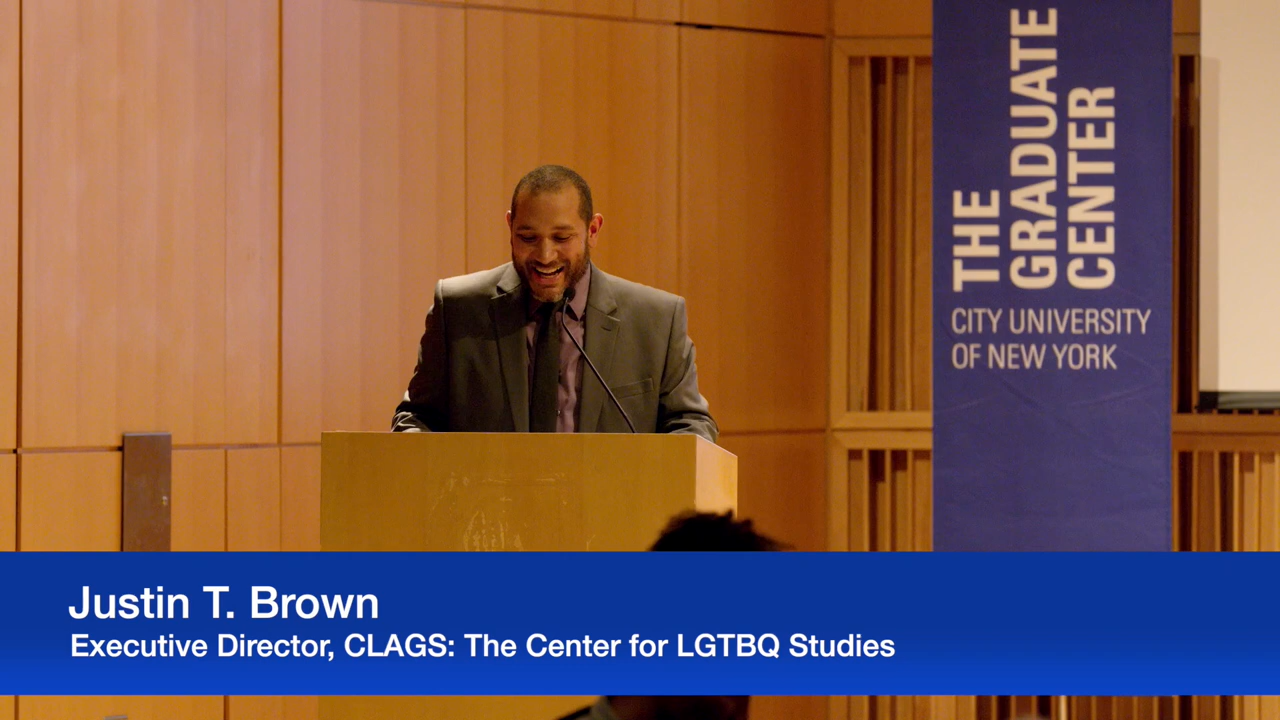 THE
GRADUATE
CENTER
CITY UNIVERSITY
OF NEW YORK
Justin T. Brown
Executive Director, CLAGS: The Center for LGTBQ Studies